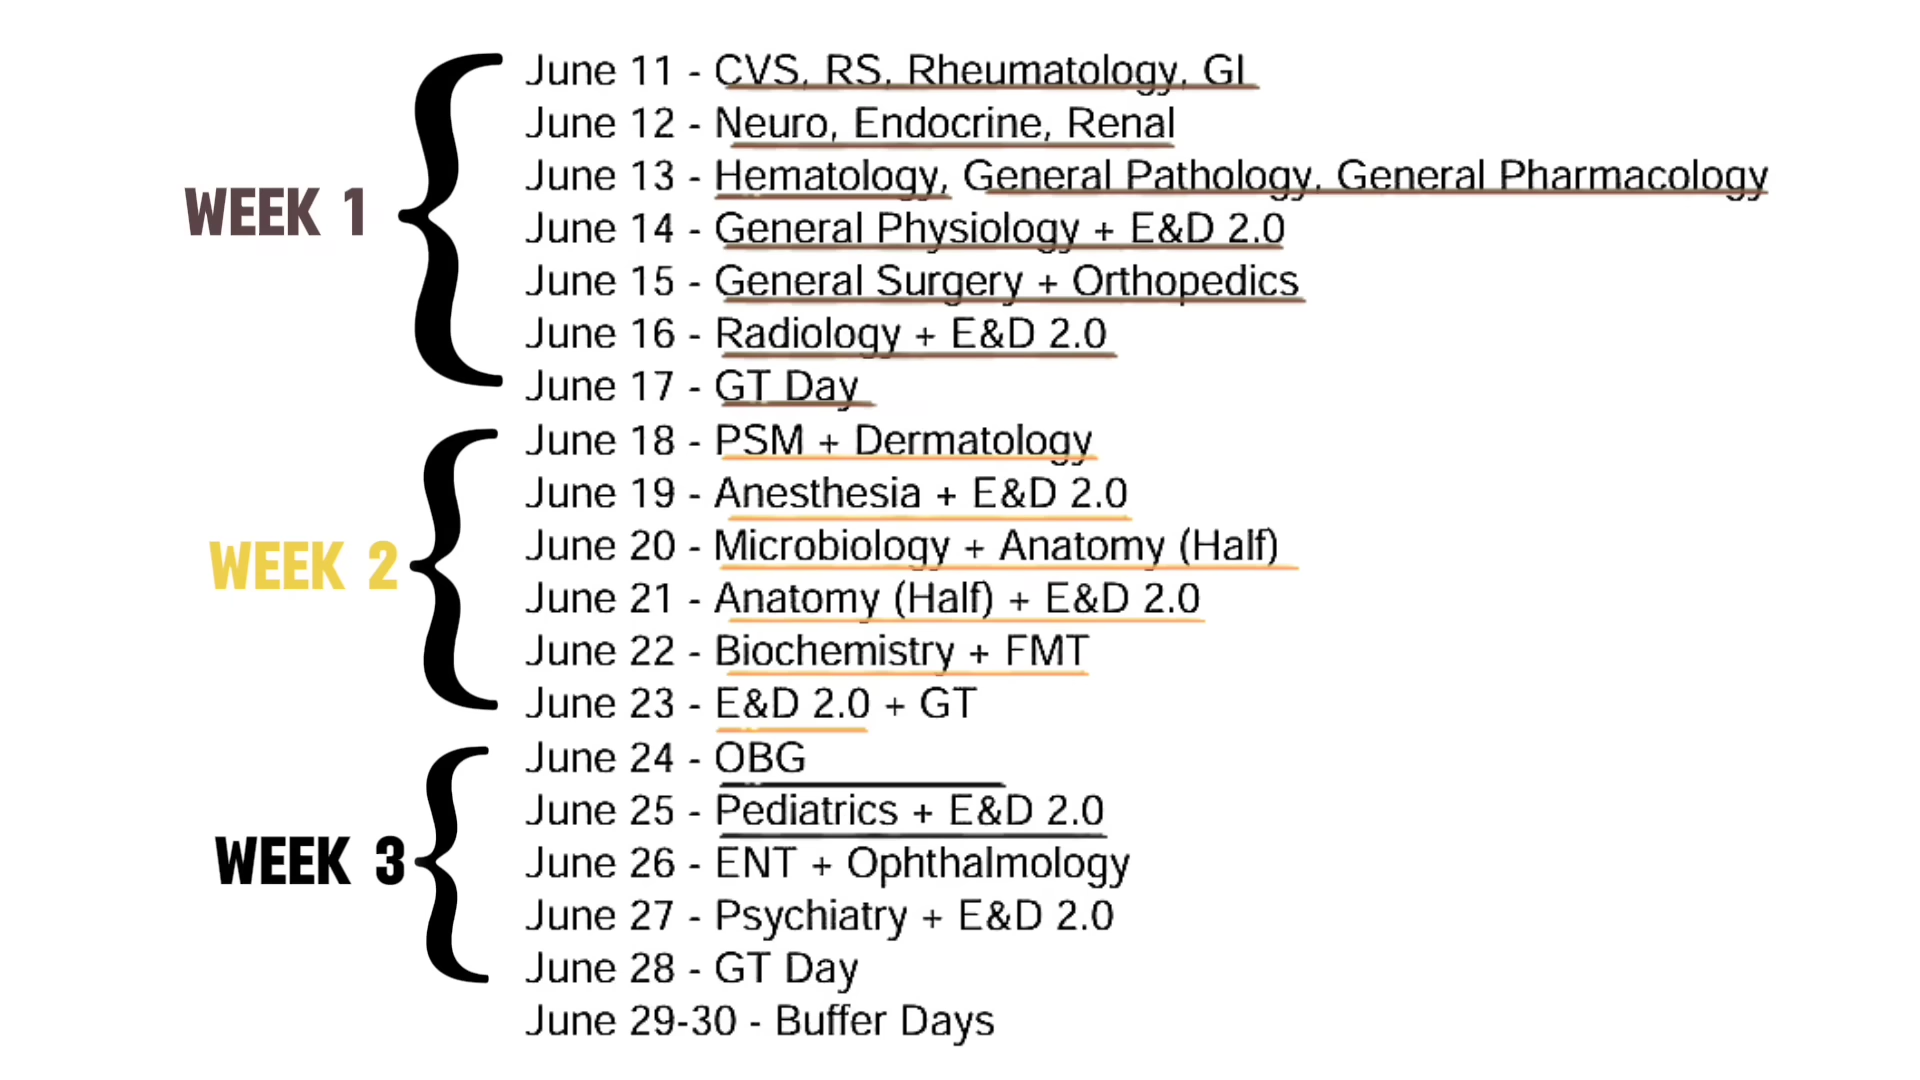 WEEK 1
June 11 - CVS, RS, Rheumatology, GI
June 12 - Neuro, Endocrine, Renal
June 13 - Hematology, General Pathology, General Pharmacology
June 14 - General Physiology + E&D 2.0
June 15 - General Surgery + Orthopedics
June 16 - Radiology + E&D 2.0
June 17 - GT Day
WEEK 2
June 18 - PSM + Dermatology
June 19 - Anesthesia + E&D 2.0
June 20 - Microbiology + Anatomy (Half)
June 21 - Anatomy (Half) + E&D 2.0
June 22 - Biochemistry + FMT
June 23 - E&D 2.0 + GT
WEEK 3
June 24 - OBG
June 25 - Pediatrics + E&D 2.0
June 26 - ENT + Ophthalmology
June 27 - Psychiatry + E&D 2.0
June 28 - GT Day
June 29-30 - Buffer Days